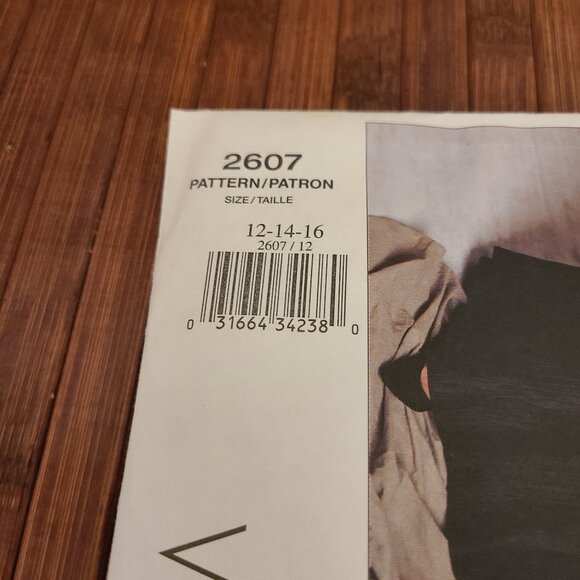 2607
PATTERN/PATRON
SIZE/TAILLE
12-14-16
2607 / 12
0 31664 34238 0
V